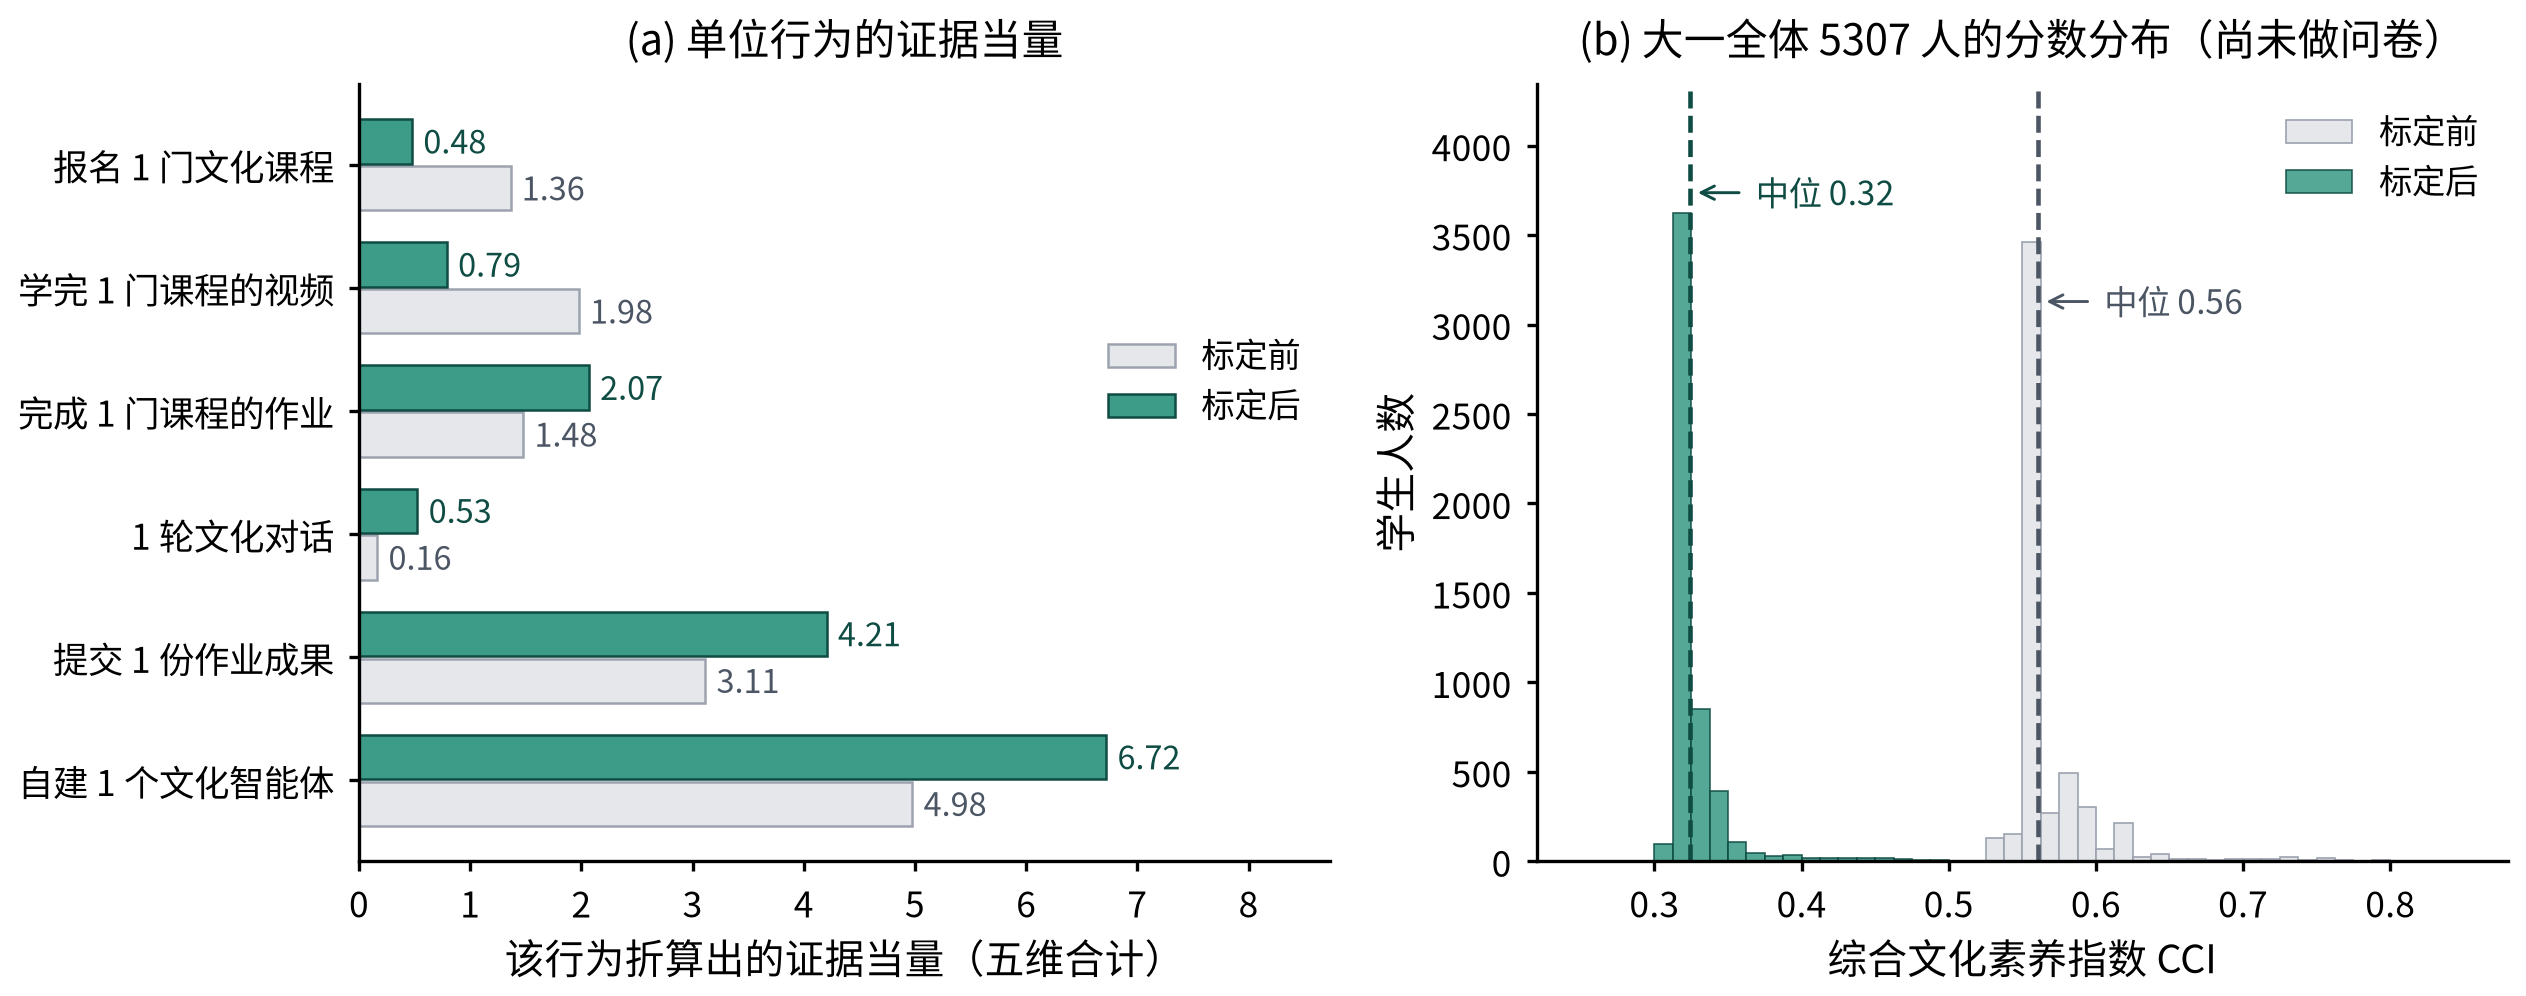 (a) 单位行为的证据当量
报名 1 门文化课程
0.48
1.36
学完 1 门课程的视频
0.79
1.98
完成 1 门课程的作业
2.07
1.48
1 轮文化对话
0.53
0.16
提交 1 份作业成果
4.21
3.11
自建 1 个文化智能体
6.72
4.98
标定前
标定后
0 1 2 3 4 5 6 7 8
该行为折算出的证据当量（五维合计）
(b) 大一全体 5307 人的分数分布（尚未做问卷）
标定前
标定后
中位 0.32
中位 0.56
学生人数
4000
3500
3000
2500
2000
1500
1000
500
0
0.3 0.4 0.5 0.6 0.7 0.8
综合文化素养指数 CCI